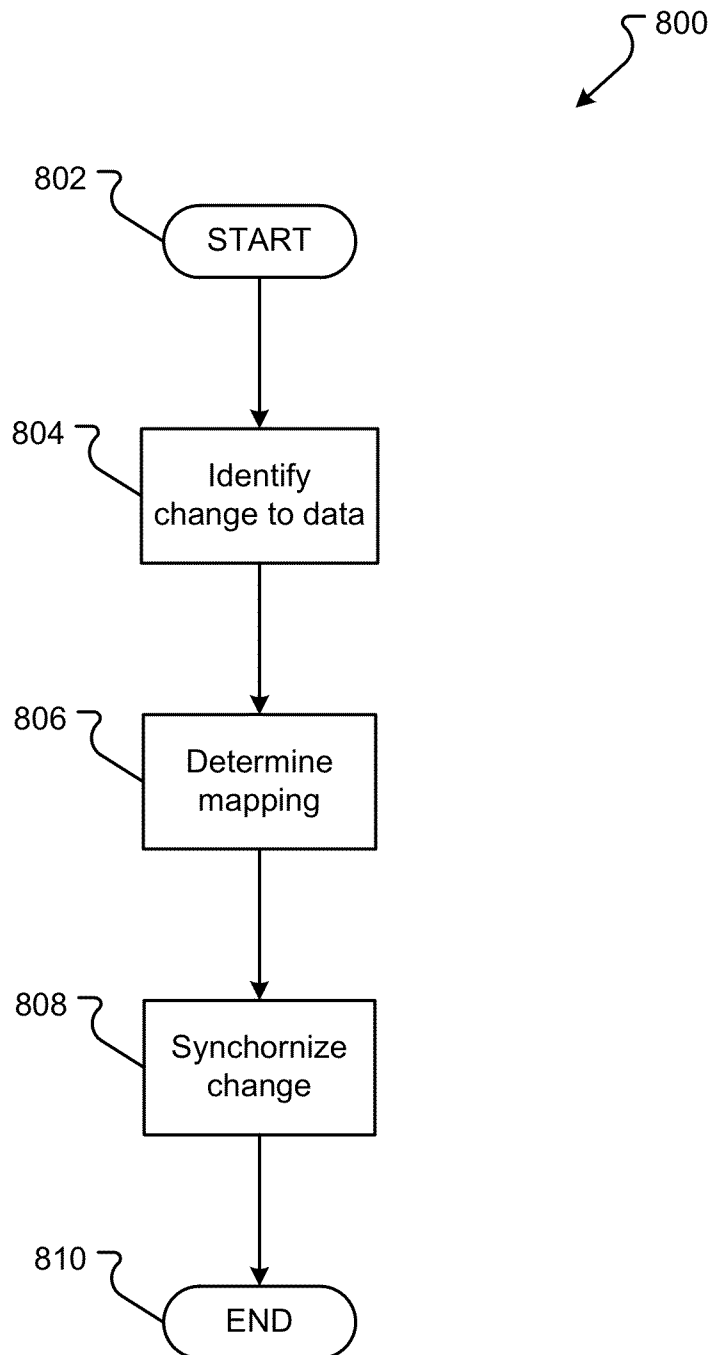 800
802
START
804
Identify
change to data
806
Determine
mapping
808
Synchornize
change
810
END